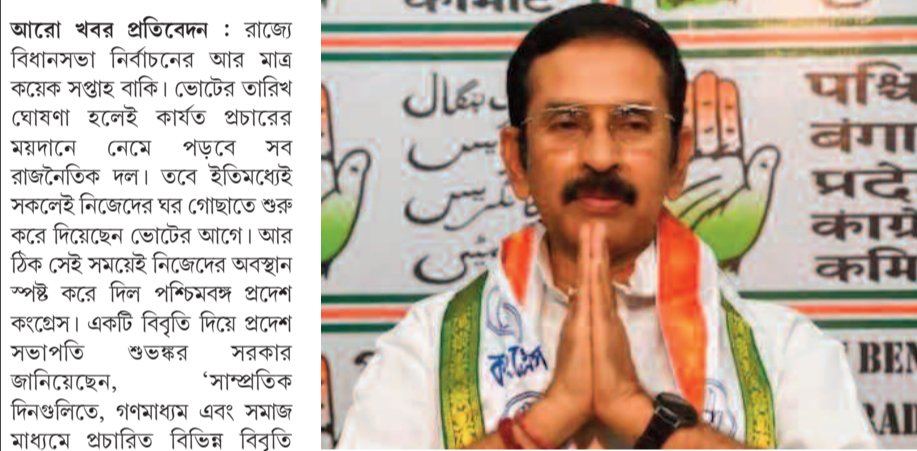 আরো খবর প্রতিবেদন : রাজ্যে
বিধানসভা নির্বাচনের আর মাত্র
কয়েক সপ্তাহ বাকি। ভোটের তারিখ
ঘোষণা হলেই কার্যত প্রচারের
ময়দানে নেমে পড়বে সব
রাজনৈতিক দল। তবে ইতিমধ্যেই
সকলেই নিজেদের ঘর গোছাতে শুরু
করে দিয়েছেন ভোটের আগে। আর
ঠিক সেই সময়েই নিজেদের অবস্থান
স্পষ্ট করে দিল পশ্চিমবঙ্গ প্রদেশ
কংগ্রেস। একটি বিবৃতি দিয়ে প্রদেশ
সভাপতি শুভঙ্কর সরকার
জানিয়েছেন, ‘সাম্প্রতিক
দিনগুলিতে, গণমাধ্যম এবং সমাজ
মাধ্যমে প্রচারিত বিভিন্ন বিবৃতি
পশ্চি
বংগা
প্রদে
কংগ্রে
কমি
কংগ্রেস
BEN
RAD